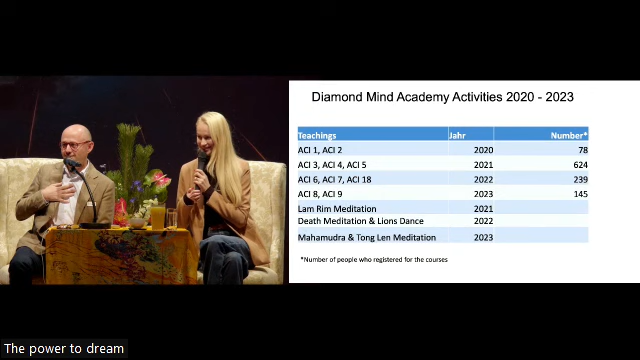 Diamond Mind Academy Activities 2020 - 2023
Teachings Jahr Number*
ACI 1, ACI 2 2020 78
ACI 3, ACI 4, ACI 5 2021 624
ACI 6, ACI 7, ACI 18 2022 239
ACI 8, ACI 9 2023 145
Lam Rim Meditation 2021
Death Meditation & Lions Dance 2022
Mahamudra & Tong Len Meditation 2023
*Number of people who registered for the courses
The power to dream